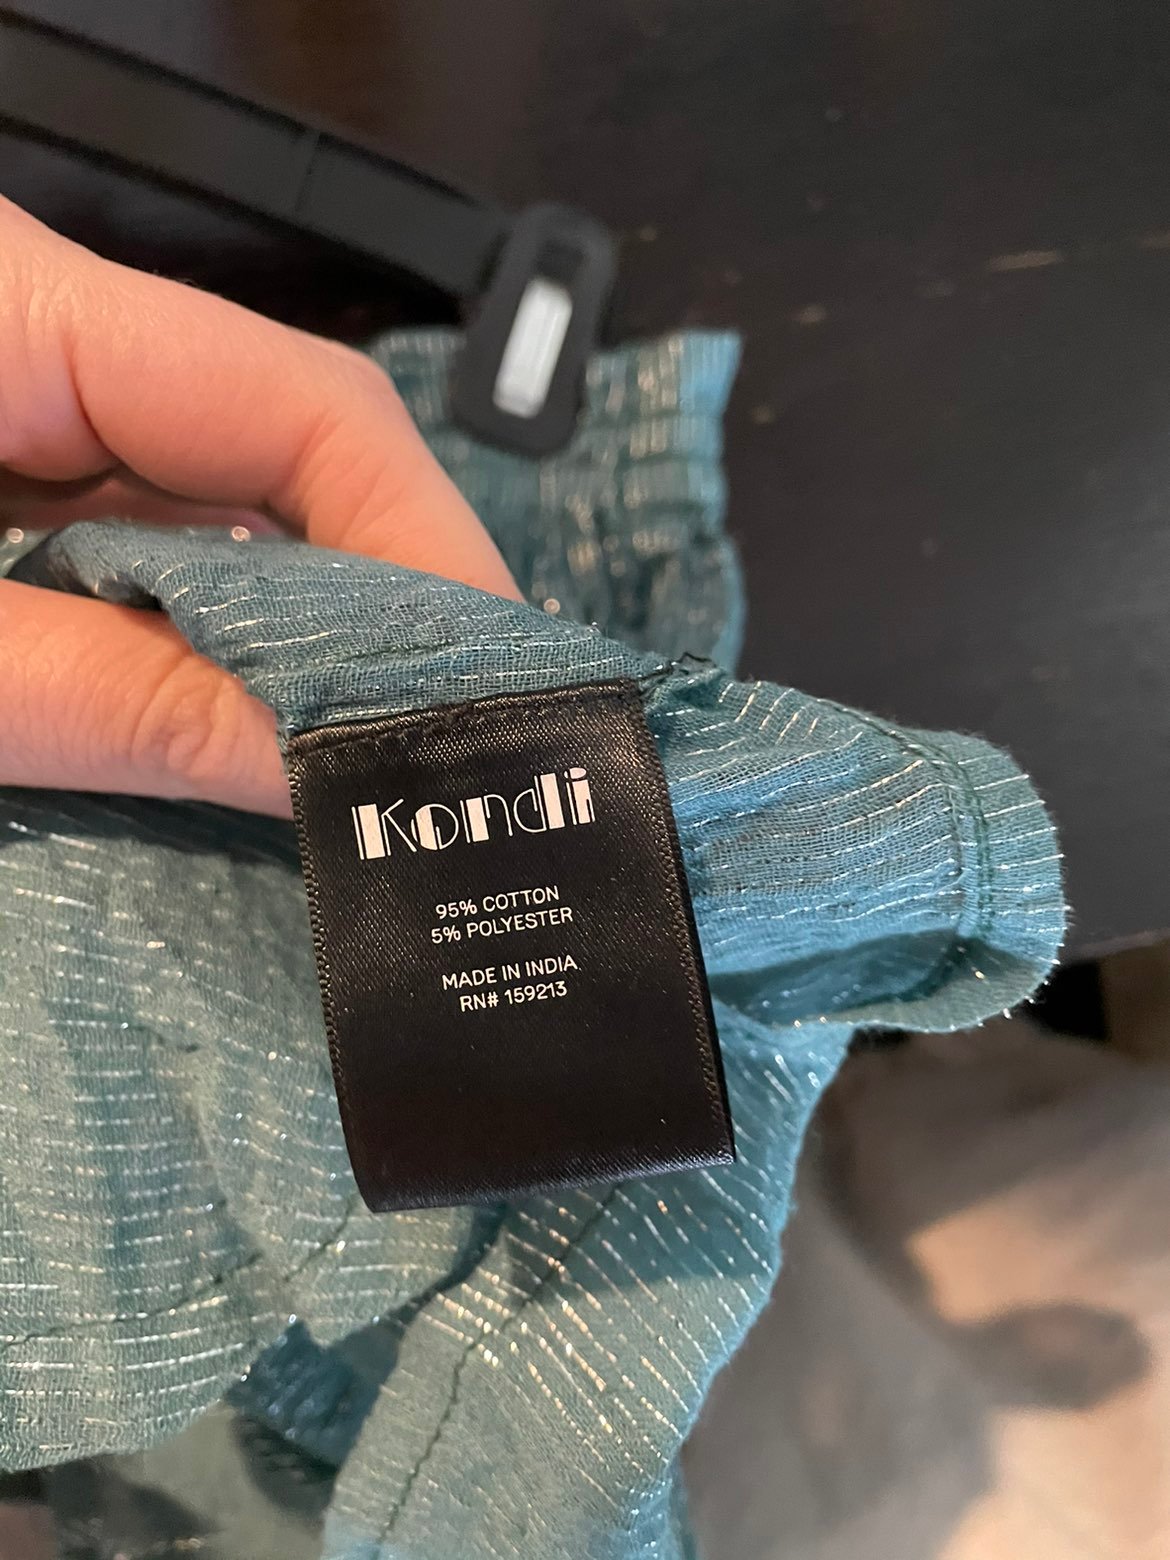 Kondi
95% COTTON
5% POLYESTER
MADE IN INDIA
RN# 159213